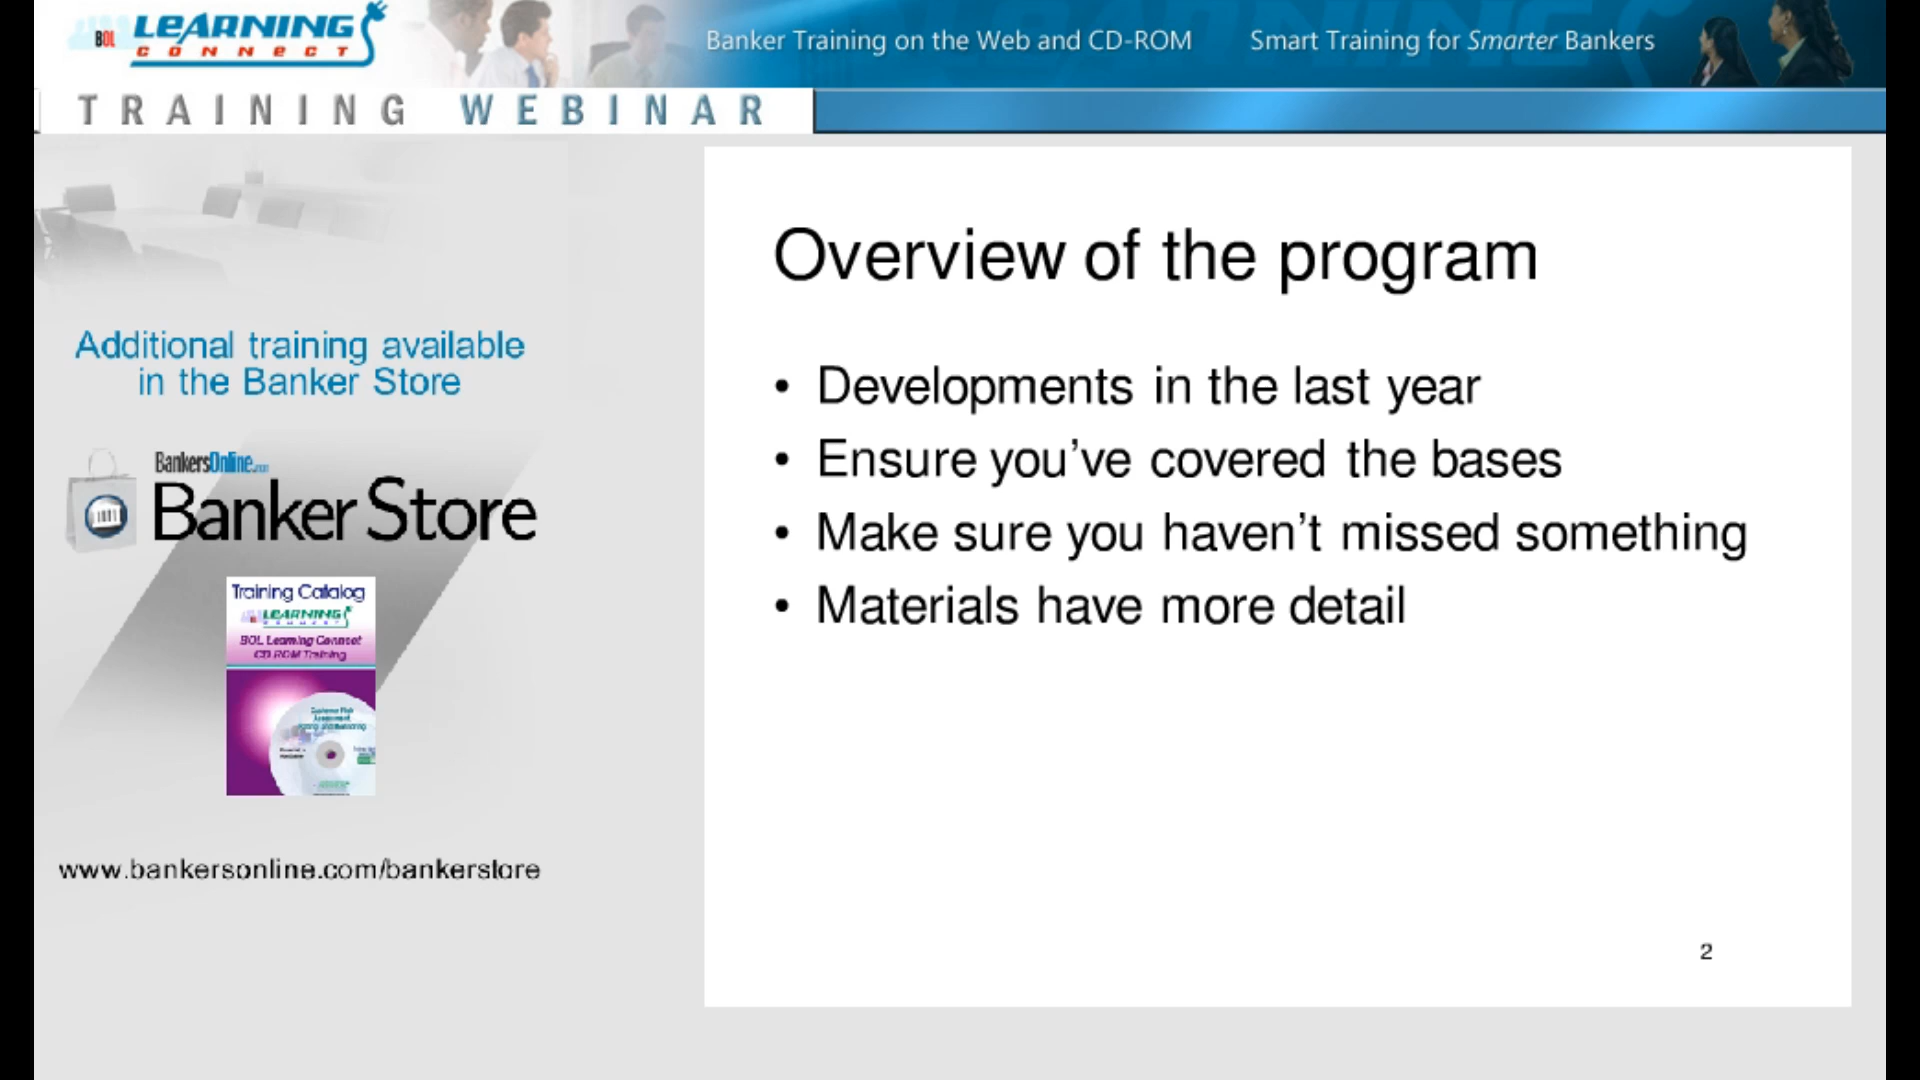 BOL LEARNING
CONNECT
Banker Training on the Web and CD-ROM
Smart Training for Smarter Bankers
TRAINING WEBINAR
Additional training available
in the Banker Store
BankersOnline.com
Banker Store
Training Catalog
LEARNING
CONNECT
BOL Learning Connect
CD ROM Training
www.bankersonline.com/bankerstore
Overview of the program
• Developments in the last year
• Ensure you’ve covered the bases
• Make sure you haven’t missed something
• Materials have more detail
2